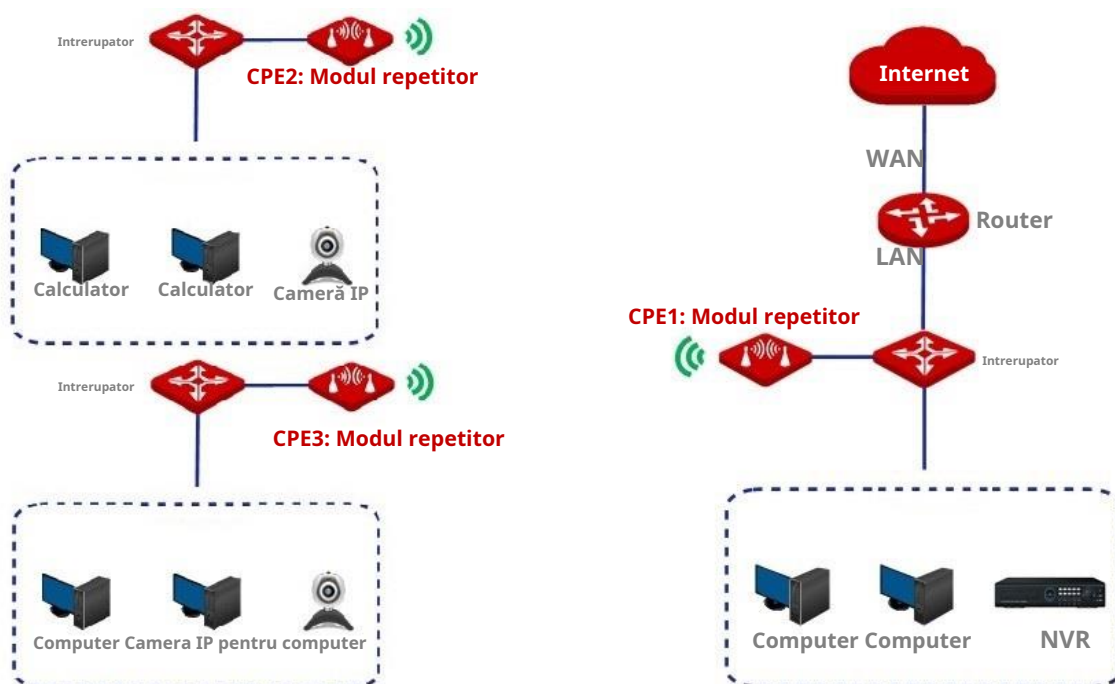 Intrerupator
CPE2: Modul repetitor
Calculator
Calculator
Cameră IP
Intrerupator
CPE3: Modul repetitor
Computer Camera IP pentru computer
Internet
WAN
Router
LAN
CPE1: Modul repetitor
Intrerupator
Computer Computer
NVR